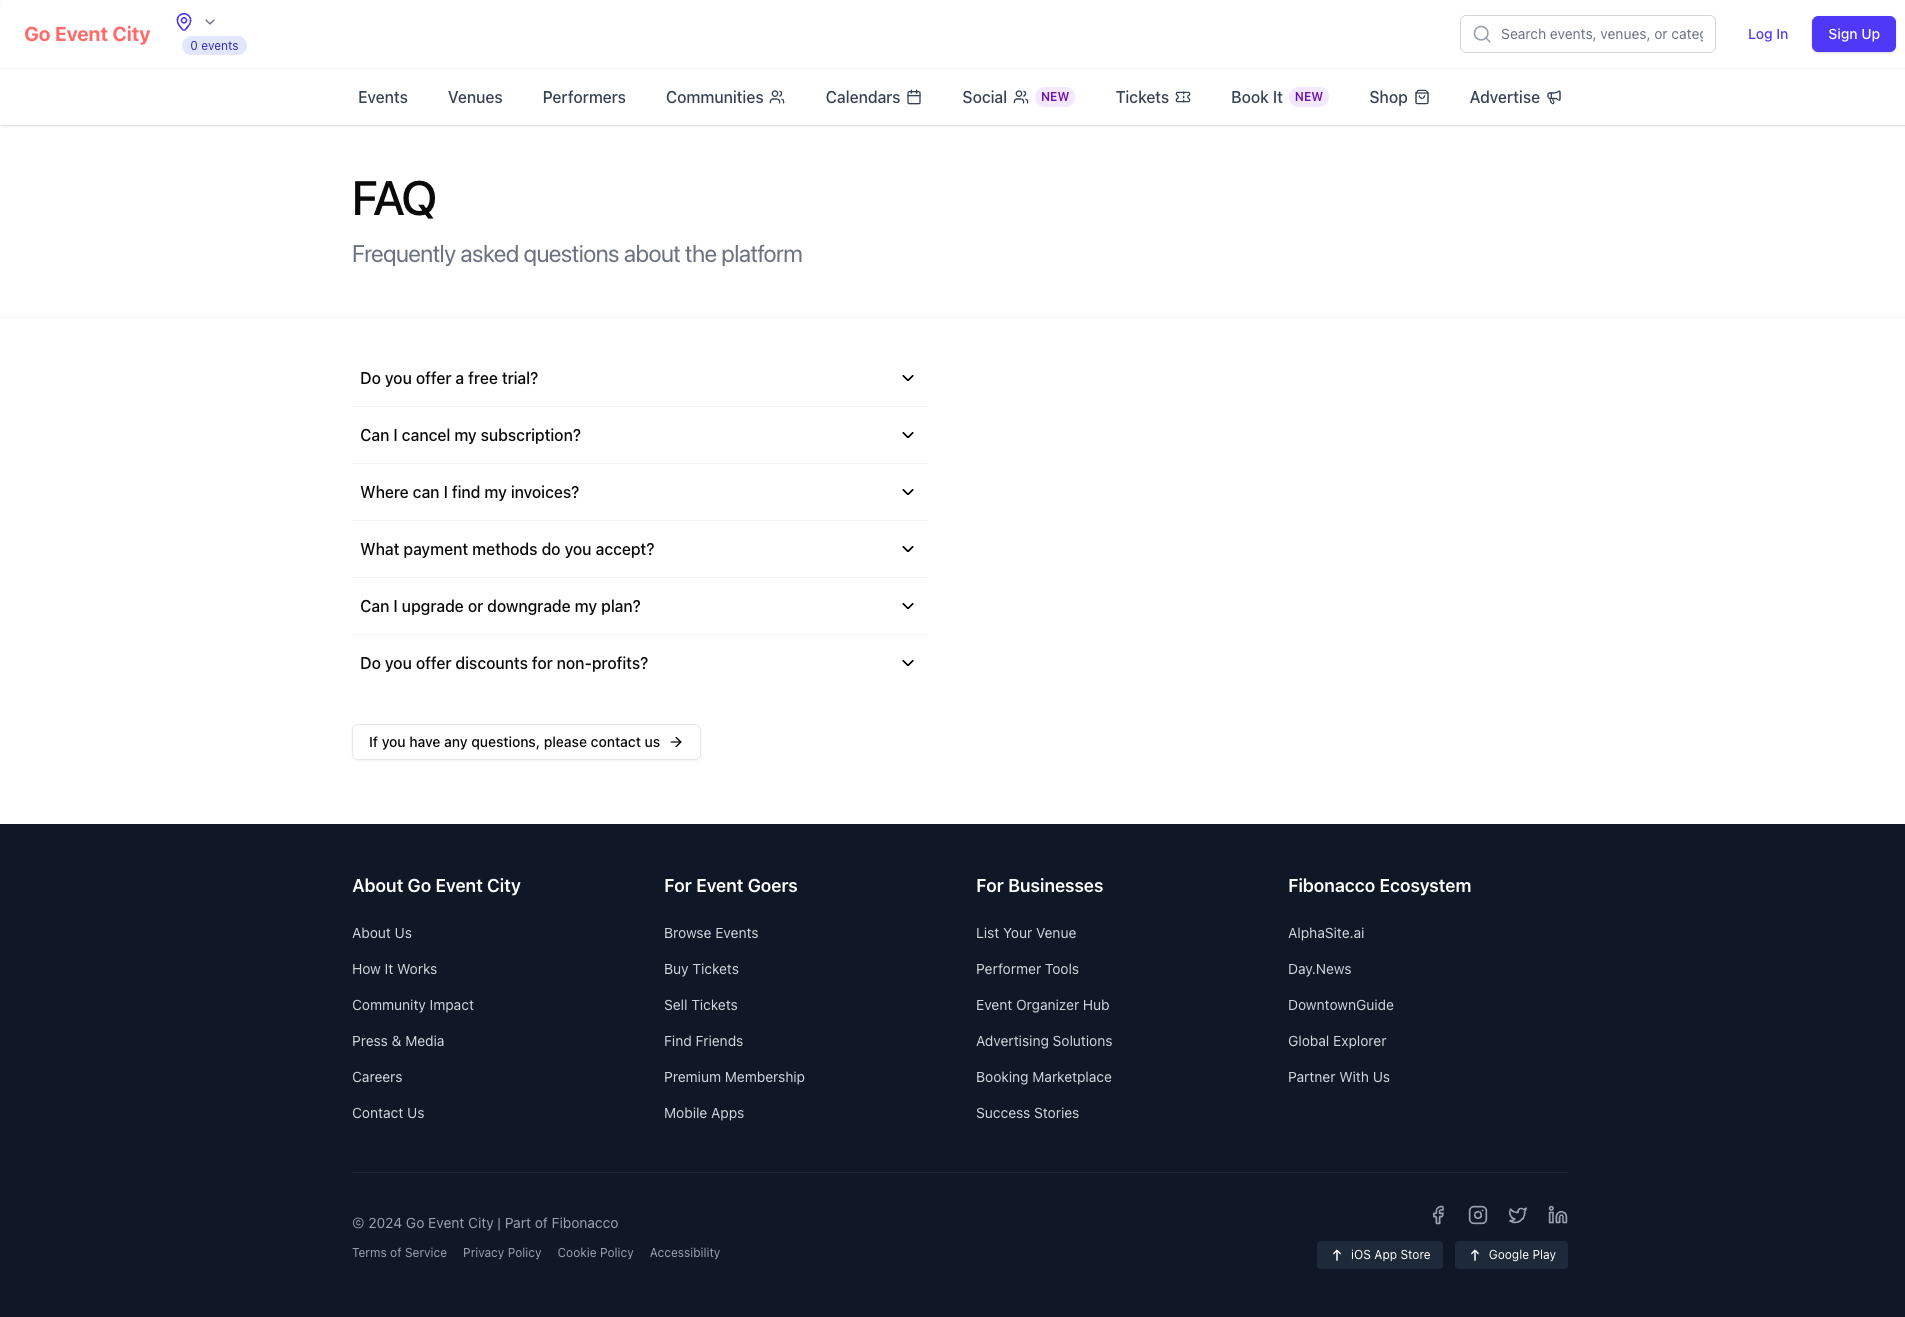 Go Event City
0 events
Search events, venues, or categ
Log In
Sign Up
Events Venues Performers Communities Calendars Social NEW Tickets Book It NEW Shop Advertise
FAQ
Frequently asked questions about the platform
Do you offer a free trial?
Can I cancel my subscription?
Where can I find my invoices?
What payment methods do you accept?
Can I upgrade or downgrade my plan?
Do you offer discounts for non-profits?
If you have any questions, please contact us
About Go Event City
About Us
How It Works
Community Impact
Press & Media
Careers
Contact Us
For Event Goers
Browse Events
Buy Tickets
Sell Tickets
Find Friends
Premium Membership
Mobile Apps
For Businesses
List Your Venue
Performer Tools
Event Organizer Hub
Advertising Solutions
Booking Marketplace
Success Stories
Fibonacco Ecosystem
AlphaSite.ai
Day.News
DowntownGuide
Global Explorer
Partner With Us
© 2024 Go Event City | Part of Fibonacco
Terms of Service Privacy Policy Cookie Policy Accessibility
iOS App Store Google Play